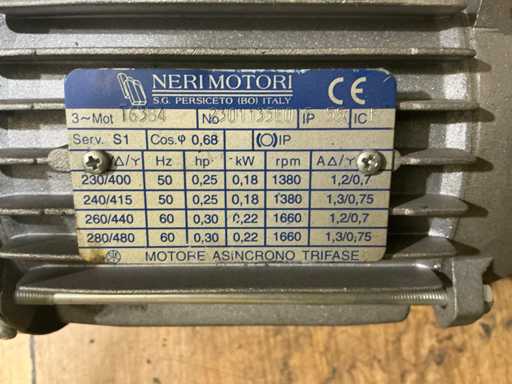 NERI MOTORI
S.G. PERSICETO (BO) ITALY
CE
3~Mot T63B4 No IP 55 IC
Serv. S1 Cos.φ 0,68 IP
V Δ/Y Hz hp kW rpm A Δ/Y
230/400 50 0,25 0,18 1380 1,2/0,7
240/415 50 0,25 0,18 1380 1,3/0,75
260/440 60 0,30 0,22 1660 1,2/0,7
280/480 60 0,30 0,22 1660 1,3/0,75
MOTORE ASINCRONO TRIFASE